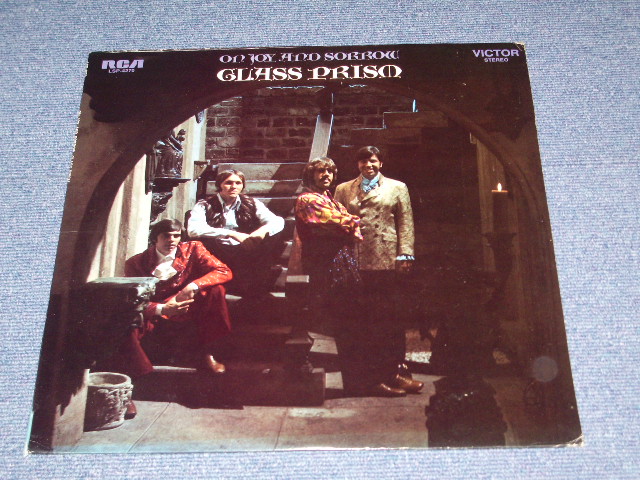 RCA
LSP-4270
ON JOY AND SORROW
GLASS PRISM
VICTOR
STEREO